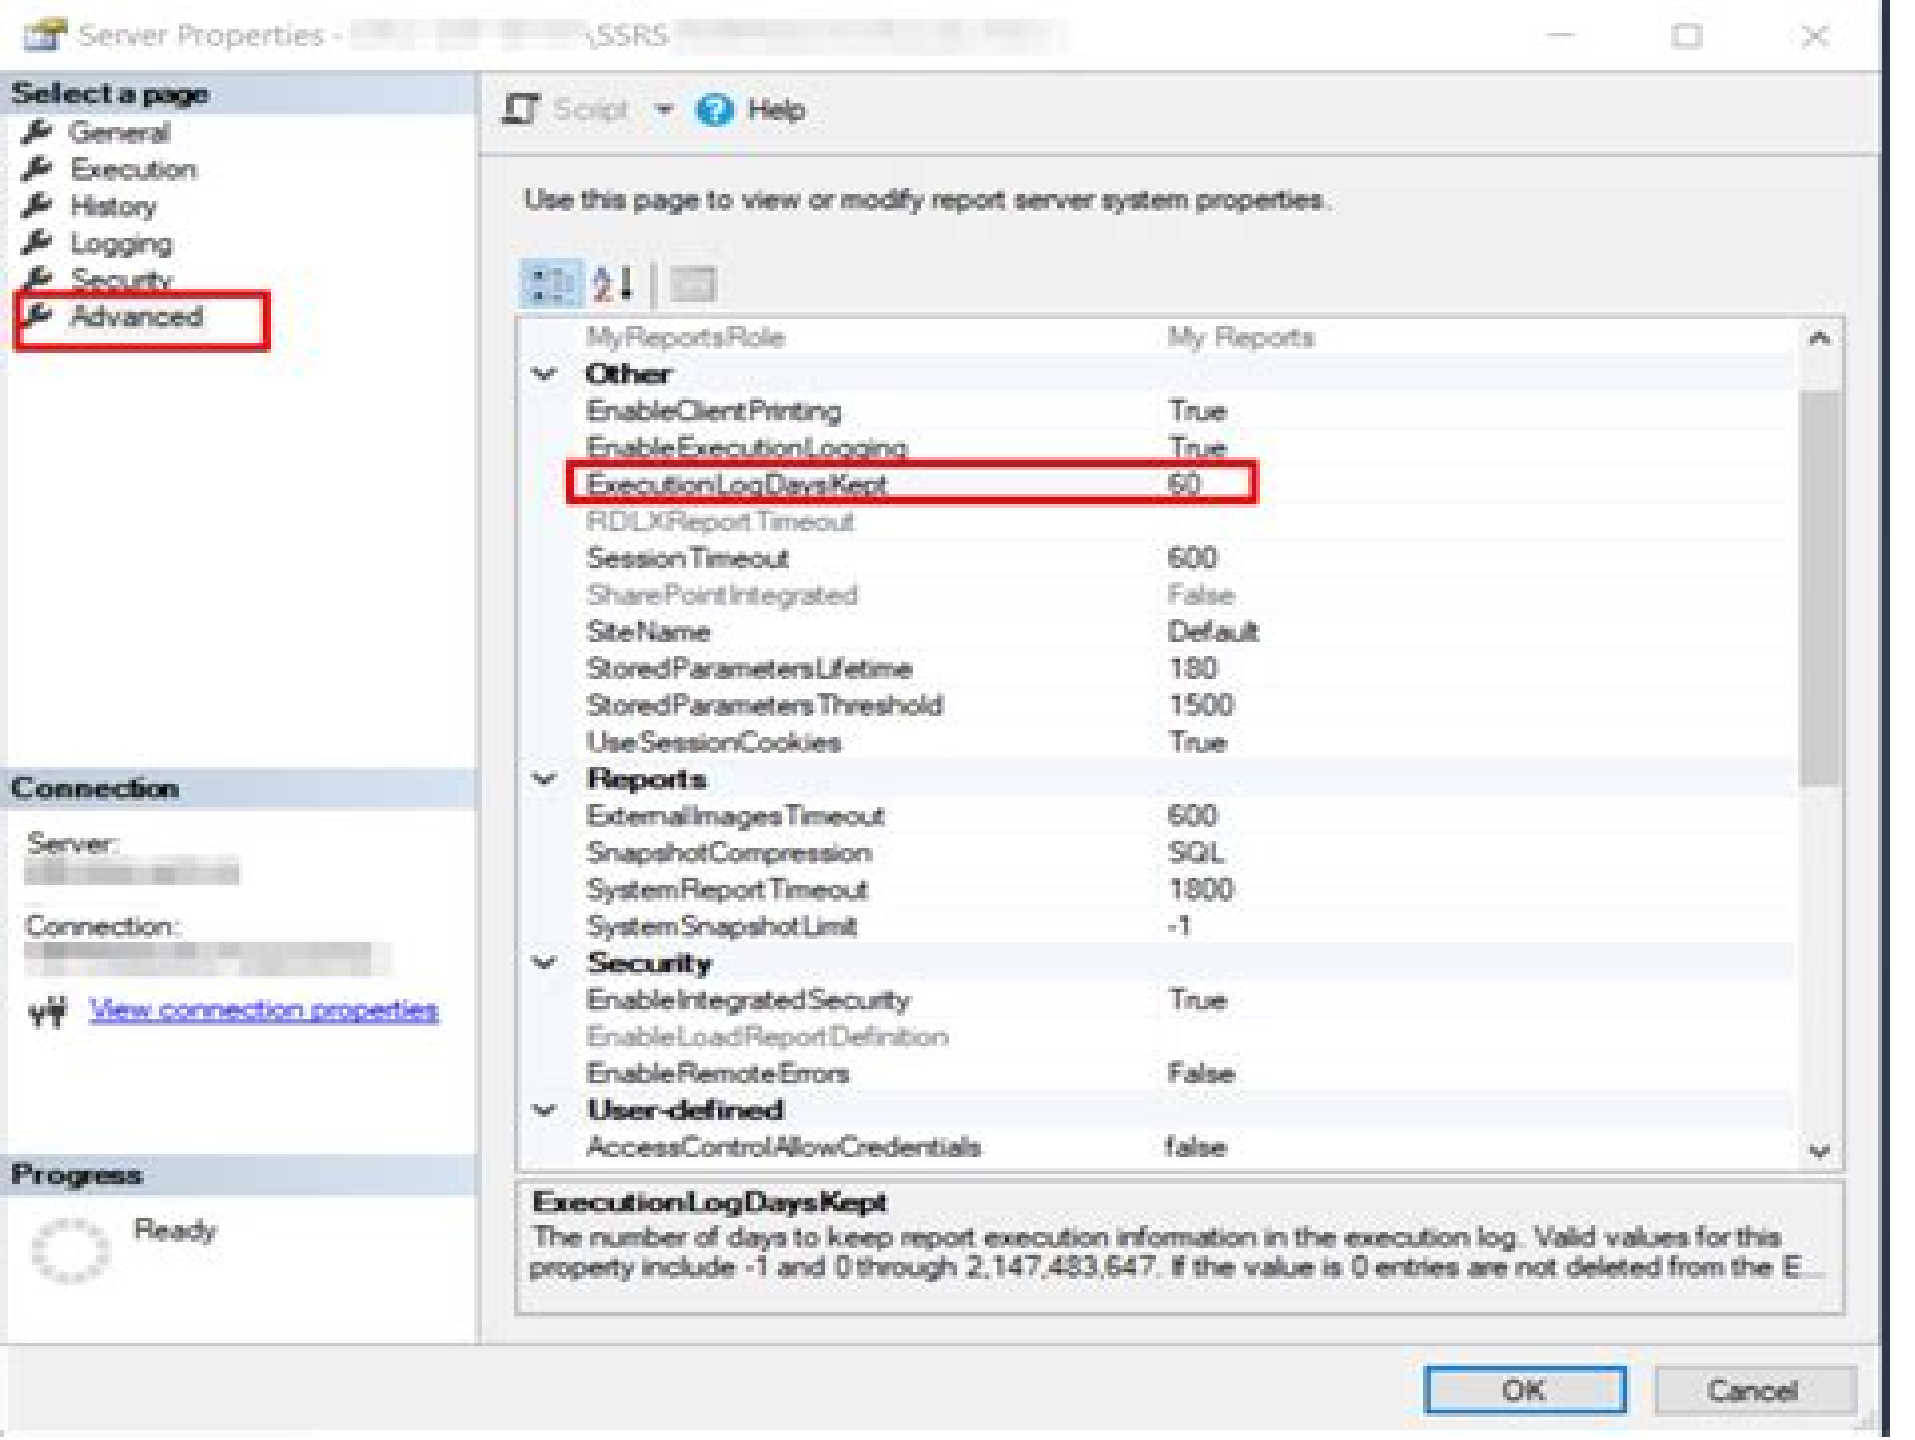 Server Properties - \SSRS
Select a page
General
Execution
History
Logging
Security
Advanced
Script Help
Use this page to view or modify report server system properties.
MyReportsRole My Reports
Other
EnableClientPrinting True
EnableExecutionLogging True
ExecutionLogDaysKept 60
RDLXReportTimeout
SessionTimeout 600
SharePointIntegrated False
SiteName Default
StoredParametersLifetime 180
StoredParametersThreshold 1500
UseSessionCookies True
Reports
ExternalImagesTimeout 600
SnapshotCompression SQL
SystemReportTimeout 1800
SystemSnapshotLimit -1
Security
EnableIntegratedSecurity True
EnableLoadReportDefinition
EnableRemoteErrors False
User-defined
AccessControlAllowCredentials false
Connection
Server:
Connection:
View connection properties
Progress
Ready
ExecutionLogDaysKept
The number of days to keep report execution information in the execution log. Valid values for this
property include -1 and 0 through 2,147,483,647. If the value is 0 entries are not deleted from the E...
OK Cancel